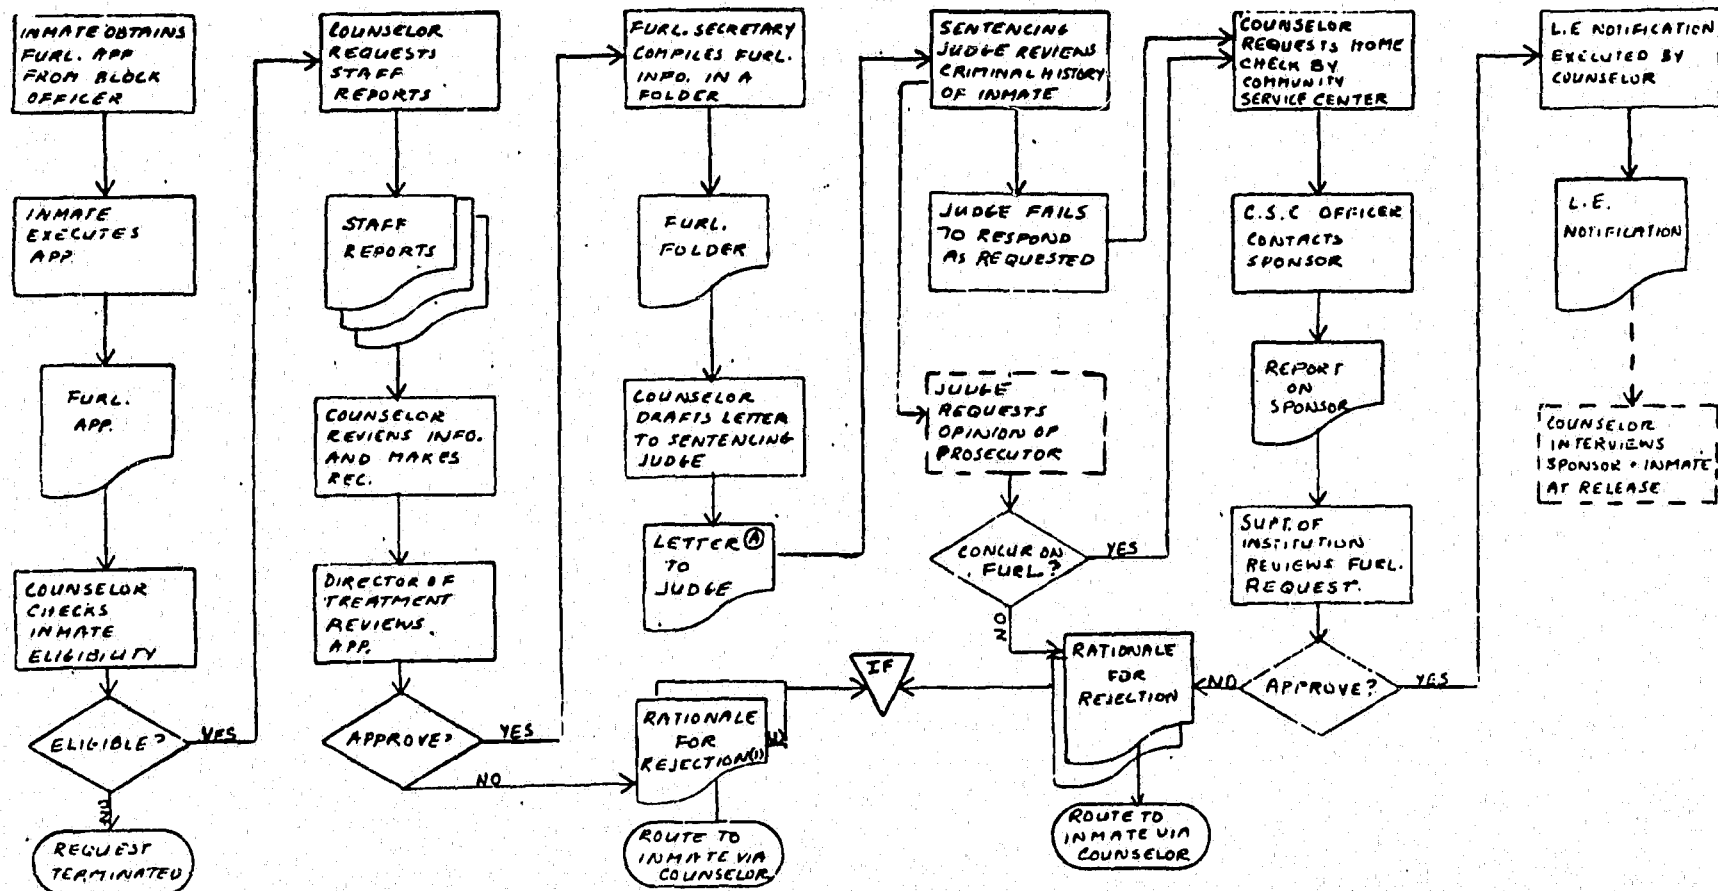 INMATE OBTAINS
FURL. APP
FROM BLOCK
OFFICER
INMATE
EXECUTES
APP.
FURL.
APP.
COUNSELOR
CHECKS
INMATE
ELIGIBILITY
ELIGIBLE?
YES
NO
REQUEST
TERMINATED
COUNSELOR
REQUESTS
STAFF
REPORTS
STAFF
REPORTS
COUNSELOR
REVIEWS INFO.
AND MAKES
REC.
DIRECTOR OF
TREATMENT
REVIEWS
APP.
APPROVE?
YES
NO
FURL. SECRETARY
COMPILES FURL.
INFO. IN A
FOLDER
FURL.
FOLDER
COUNSELOR
DRAFTS LETTER
TO SENTENCING
JUDGE
LETTER Ⓐ
TO
JUDGE
RATIONALE
FOR
REJECTION(1)
ROUTE TO
INMATE VIA
COUNSELOR
IF
SENTENCING
JUDGE REVIEWS
CRIMINAL HISTORY
OF INMATE
JUDGE FAILS
TO RESPOND
AS REQUESTED
JUDGE
REQUESTS
OPINION OF
PROSECUTOR
CONCUR ON
FURL.?
YES
NO
RATIONALE
FOR
REJECTION
ROUTE TO
INMATE VIA
COUNSELOR
COUNSELOR
REQUESTS HOME
CHECK BY
COMMUNITY
SERVICE CENTER
C.S.C OFFICER
CONTACTS
SPONSOR
REPORT
ON
SPONSOR
SUPT. OF
INSTITUTION
REVIEWS FURL.
REQUEST.
APPROVE?
NO
YES
L.E NOTIFICATION
EXECUTED BY
COUNSELOR
L.E.
NOTIFICATION
COUNSELOR
INTERVIEWS
SPONSOR + INMATE
AT RELEASE